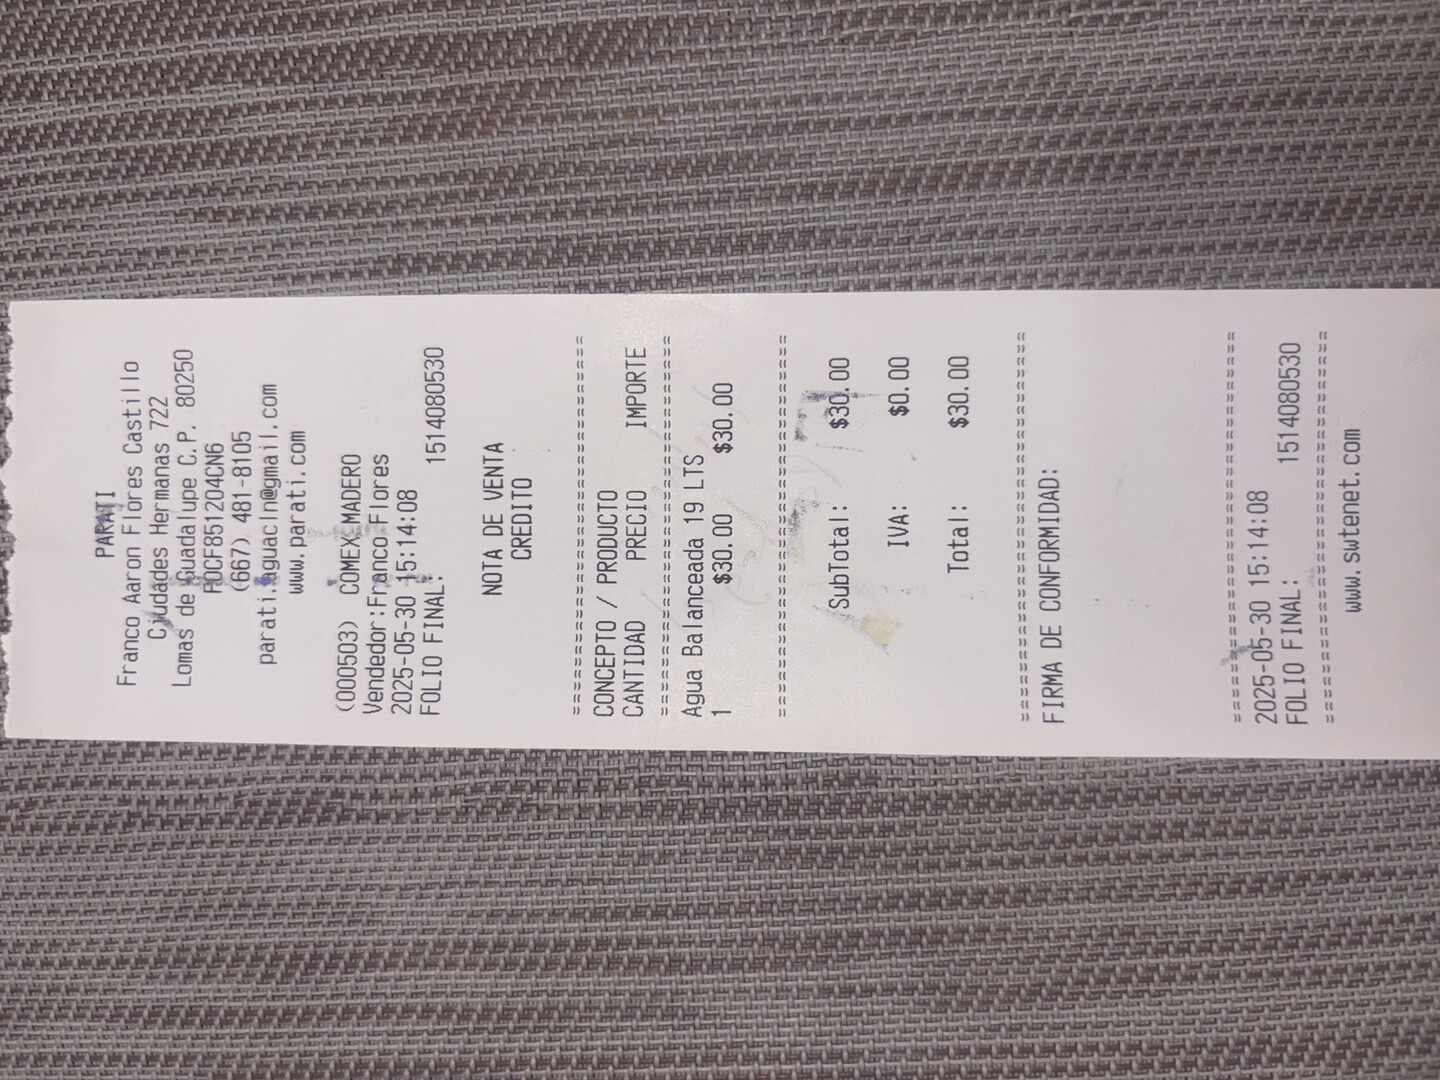 PARATI
Franco Aaron Flores Castillo
Ciudades Hermanas 722
Lomas de Guadalupe C.P. 80250
FOCF851204CN6
(667) 481-8105
parati.aguacln@gmail.com
www.parati.com
(000503) COMEX MADERO
Vendedor:Franco Flores
2025-05-30 15:14:08
FOLIO FINAL: 1514080530
NOTA DE VENTA
CREDITO
==============================
CONCEPTO / PRODUCTO
CANTIDAD PRECIO IMPORTE
==============================
Agua Balanceada 19 LTS
1 $30.00 $30.00
==============================
SubTotal: $30.00
IVA: $0.00
Total: $30.00
==============================
FIRMA DE CONFORMIDAD:
==============================
2025-05-30 15:14:08
FOLIO FINAL: 1514080530
==============================
www.swtenet.com